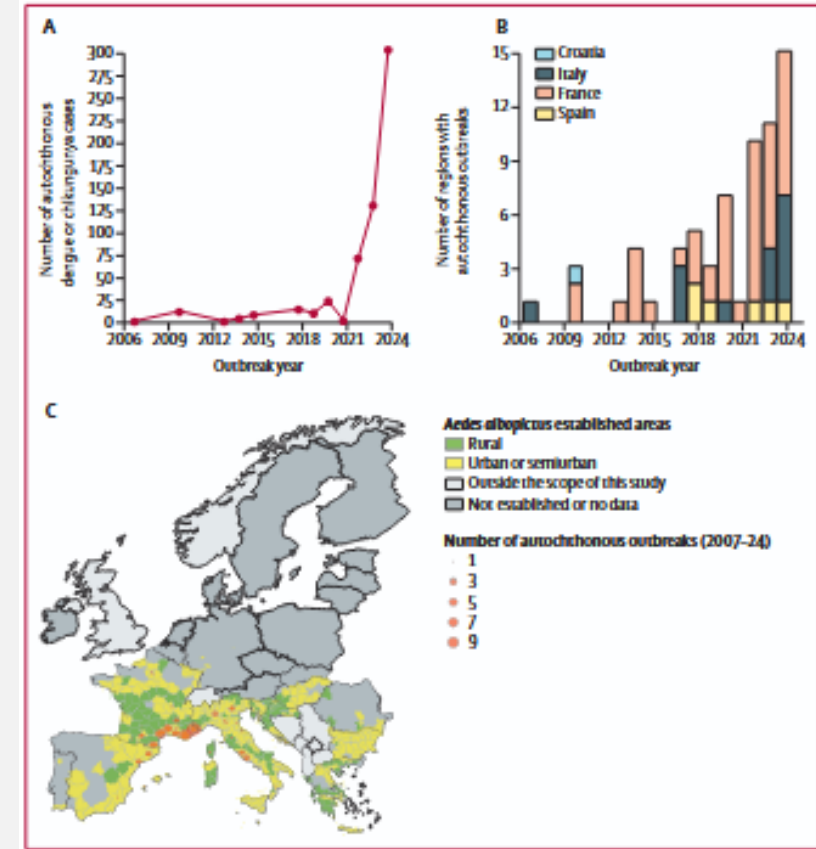 A
300
275
250
225
200
175
150
125
100
75
50
25
0
Number of autochthonous
dengue or chikungunya cases
2006 2009 2012 2015 2018 2021 2024
Outbreak year
B
15
12
9
6
3
0
Number of regions with
autochthonous outbreaks
Croatia
Italy
France
Spain
2006 2009 2012 2015 2018 2021 2024
Outbreak year
C
Aedes albopictus established areas
Rural
Urban or semiurban
Outside the scope of this study
Not established or no data
Number of autochthonous outbreaks (2007–24)
1
3
5
7
9